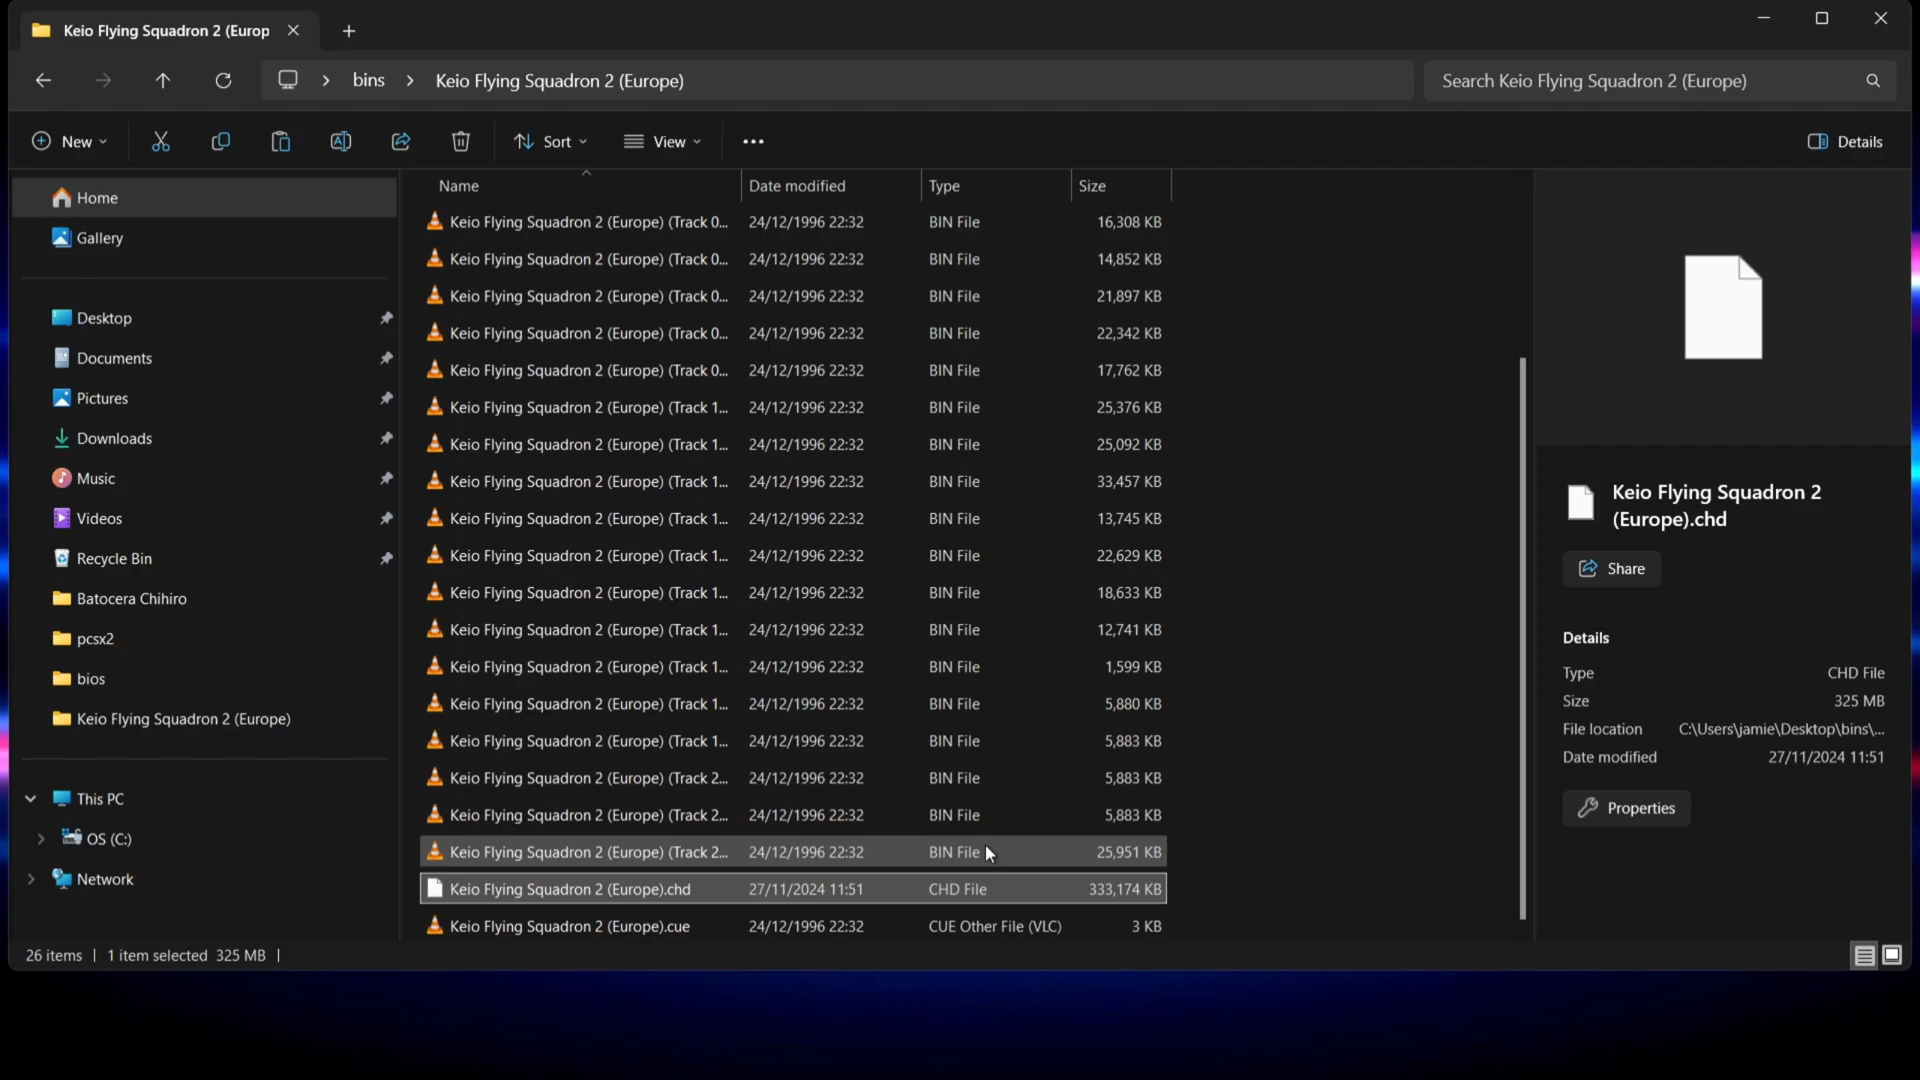 Keio Flying Squadron 2 (Europ
bins Keio Flying Squadron 2 (Europe)
Search Keio Flying Squadron 2 (Europe)
New Sort View Details
Name Date modified Type Size
Home
Gallery
Desktop
Documents
Pictures
Downloads
Music
Videos
Recycle Bin
Batocera Chihiro
pcsx2
bios
Keio Flying Squadron 2 (Europe)
This PC
OS (C:)
Network
Keio Flying Squadron 2 (Europe) (Track 0... 24/12/1996 22:32 BIN File 16,308 KB
Keio Flying Squadron 2 (Europe) (Track 0... 24/12/1996 22:32 BIN File 14,852 KB
Keio Flying Squadron 2 (Europe) (Track 0... 24/12/1996 22:32 BIN File 21,897 KB
Keio Flying Squadron 2 (Europe) (Track 0... 24/12/1996 22:32 BIN File 22,342 KB
Keio Flying Squadron 2 (Europe) (Track 0... 24/12/1996 22:32 BIN File 17,762 KB
Keio Flying Squadron 2 (Europe) (Track 1... 24/12/1996 22:32 BIN File 25,376 KB
Keio Flying Squadron 2 (Europe) (Track 1... 24/12/1996 22:32 BIN File 25,092 KB
Keio Flying Squadron 2 (Europe) (Track 1... 24/12/1996 22:32 BIN File 33,457 KB
Keio Flying Squadron 2 (Europe) (Track 1... 24/12/1996 22:32 BIN File 13,745 KB
Keio Flying Squadron 2 (Europe) (Track 1... 24/12/1996 22:32 BIN File 22,629 KB
Keio Flying Squadron 2 (Europe) (Track 1... 24/12/1996 22:32 BIN File 18,633 KB
Keio Flying Squadron 2 (Europe) (Track 1... 24/12/1996 22:32 BIN File 12,741 KB
Keio Flying Squadron 2 (Europe) (Track 1... 24/12/1996 22:32 BIN File 1,599 KB
Keio Flying Squadron 2 (Europe) (Track 1... 24/12/1996 22:32 BIN File 5,880 KB
Keio Flying Squadron 2 (Europe) (Track 1... 24/12/1996 22:32 BIN File 5,883 KB
Keio Flying Squadron 2 (Europe) (Track 2... 24/12/1996 22:32 BIN File 5,883 KB
Keio Flying Squadron 2 (Europe) (Track 2... 24/12/1996 22:32 BIN File 5,883 KB
Keio Flying Squadron 2 (Europe) (Track 2... 24/12/1996 22:32 BIN File 25,951 KB
Keio Flying Squadron 2 (Europe).chd 27/11/2024 11:51 CHD File 333,174 KB
Keio Flying Squadron 2 (Europe).cue 24/12/1996 22:32 CUE Other File (VLC) 3 KB
Keio Flying Squadron 2
(Europe).chd
Share
Details
Type CHD File
Size 325 MB
File location C:\Users\jamie\Desktop\bins\...
Date modified 27/11/2024 11:51
Properties
26 items | 1 item selected 325 MB |